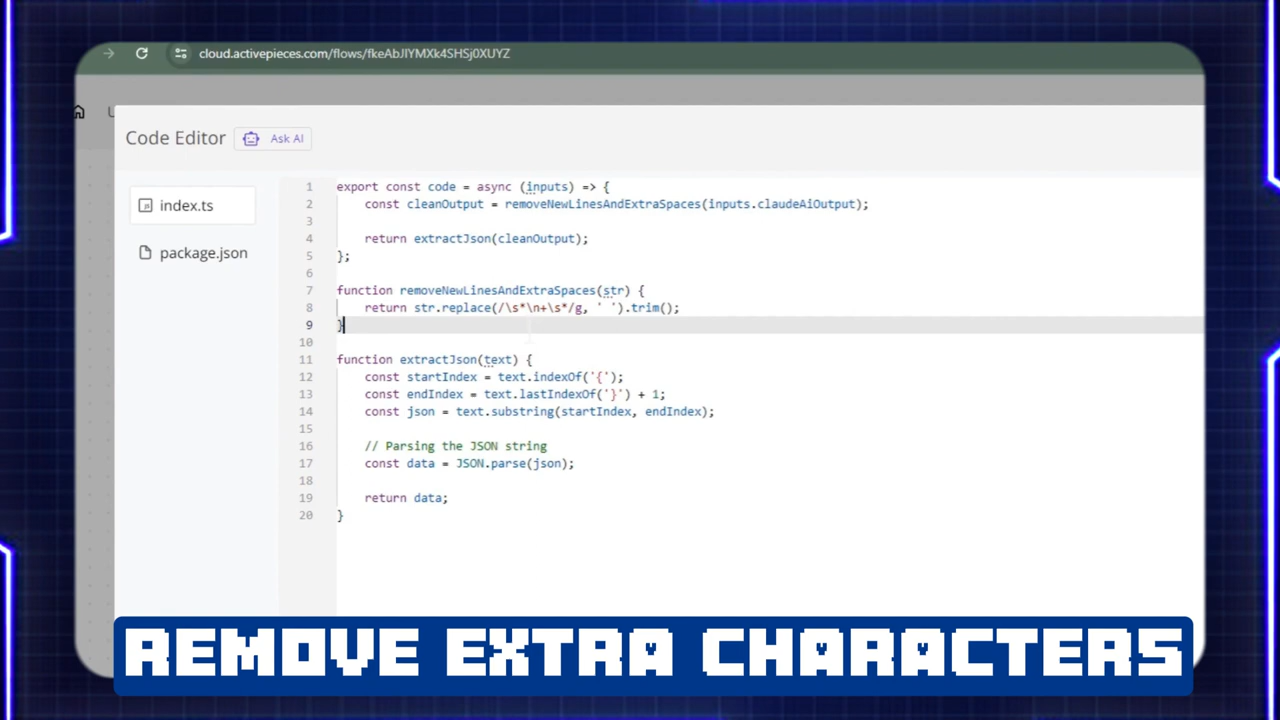 cloud.activepieces.com/flows/fkeAbJIYMXk4SHSj0XUYZ
U
Code Editor
Ask AI
index.ts
package.json
1 export const code = async (inputs) => {
2 const cleanOutput = removeNewLinesAndExtraSpaces(inputs.claudeAiOutput);
3
4 return extractJson(cleanOutput);
5 };
6
7 function removeNewLinesAndExtraSpaces(str) {
8 return str.replace(/\s*\n+\s*/g, ' ').trim();
9 }
10
11 function extractJson(text) {
12 const startIndex = text.indexOf('{');
13 const endIndex = text.lastIndexOf('}') + 1;
14 const json = text.substring(startIndex, endIndex);
15
16 // Parsing the JSON string
17 const data = JSON.parse(json);
18
19 return data;
20 }
REMOVE EXTRA CHARACTERS